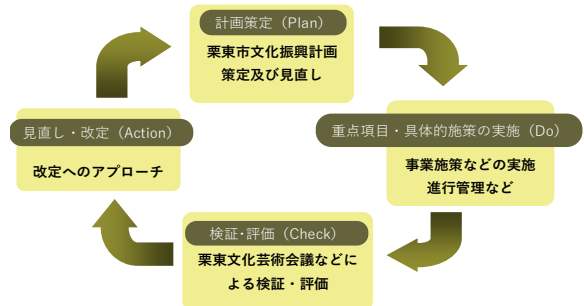 計画策定（Plan）
栗東市文化振興計画
策定及び見直し
重点項目・具体的施策の実施（Do）
事業施策などの実施
進行管理など
検証･評価（Check）
栗東文化芸術会議などに
よる検証・評価
見直し・改定（Action）
改定へのアプローチ